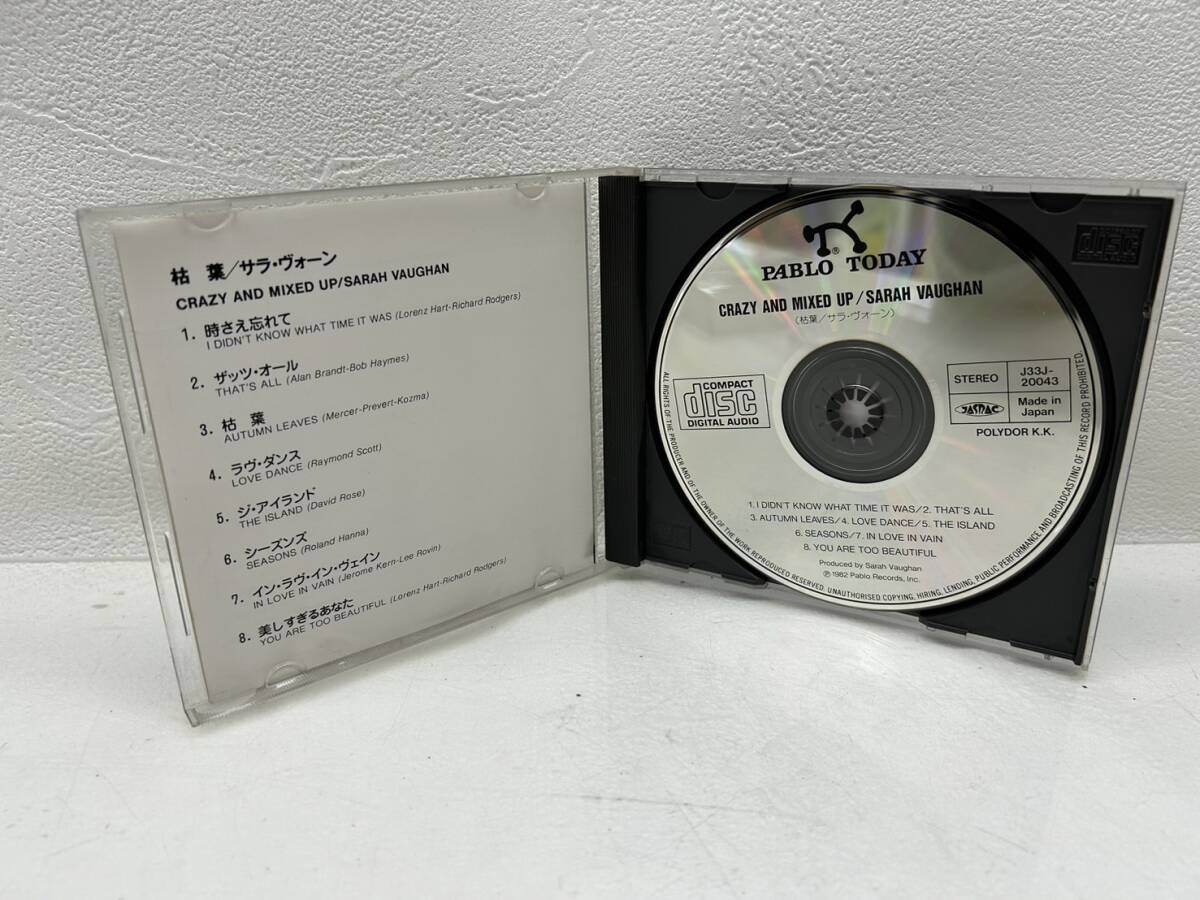 枯 葉/サラ・ヴォーン
CRAZY AND MIXED UP/SARAH VAUGHAN
1. 時さえ忘れて
I DIDN'T KNOW WHAT TIME IT WAS (Lorenz Hart-Richard Rodgers)
2. ザッツ・オール
THAT'S ALL (Alan Brandt-Bob Haymes)
3. 枯 葉
AUTUMN LEAVES (Mercer-Prevert-Kozma)
4. ラヴ・ダンス
LOVE DANCE (Raymond Scott)
5. ジ・アイランド
THE ISLAND (David Rose)
6. シーズンズ
SEASONS (Roland Hanna)
7. イン・ラヴ・イン・ヴェイン
IN LOVE IN VAIN (Jerome Kern-Lee Rovin)
8. 美しすぎるあなた
YOU ARE TOO BEAUTIFUL (Lorenz Hart-Richard Rodgers)
®
PABLO TODAY
CRAZY AND MIXED UP/SARAH VAUGHAN
〈枯葉/サラ・ヴォーン〉
COMPACT
disc
DIGITAL AUDIO
STEREO
J33J-
20043
JASRAC
Made in
Japan
POLYDOR K.K.
1. I DIDN'T KNOW WHAT TIME IT WAS/2. THAT'S ALL
3. AUTUMN LEAVES/4. LOVE DANCE/5. THE ISLAND
6. SEASONS/7. IN LOVE IN VAIN
8. YOU ARE TOO BEAUTIFUL
Produced by Sarah Vaughan
℗ 1982 Pablo Records, Inc.
ALL RIGHTS OF THE PRODUCER AND OF THE OWNER OF THE WORK REPRODUCED RESERVED. UNAUTHORISED COPYING, HIRING, LENDING, PUBLIC PERFORMANCE AND BROADCASTING OF THIS RECORD PROHIBITED.
disc